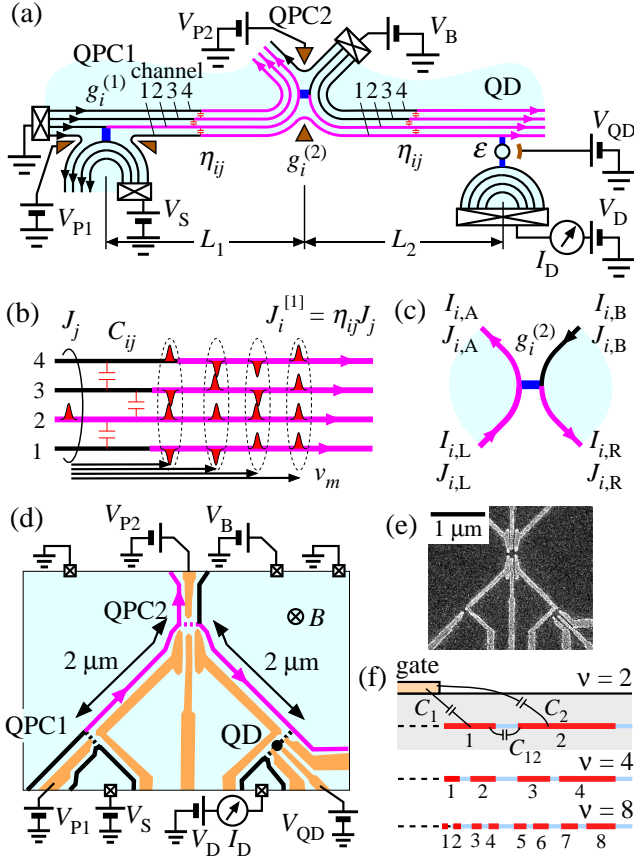 (a)
V_P2
QPC2
V_B
QPC1
g_i^(1)
channel
1 2 3 4
1 2 3 4
QD
V_QD
η_ij
g_i^(2)
η_ij
ε
V_P1
V_S
L_1
L_2
I_D
V_D
(b)
J_j
C_ij
J_i^[1] = η_ij J_j
4
3
2
1
v_m
(c)
I_i,A
J_i,A
g_i^(2)
I_i,B
J_i,B
I_i,L
J_i,L
I_i,R
J_i,R
(d)
V_P2
V_B
QPC2
B
2 μm
2 μm
QPC1
QD
V_P1
V_S
V_D
I_D
V_QD
(e)
1 μm
(f)
gate
ν = 2
C_1
C_2
1
C_12
2
ν = 4
1 2 3 4
ν = 8
1 2 3 4 5 6 7 8